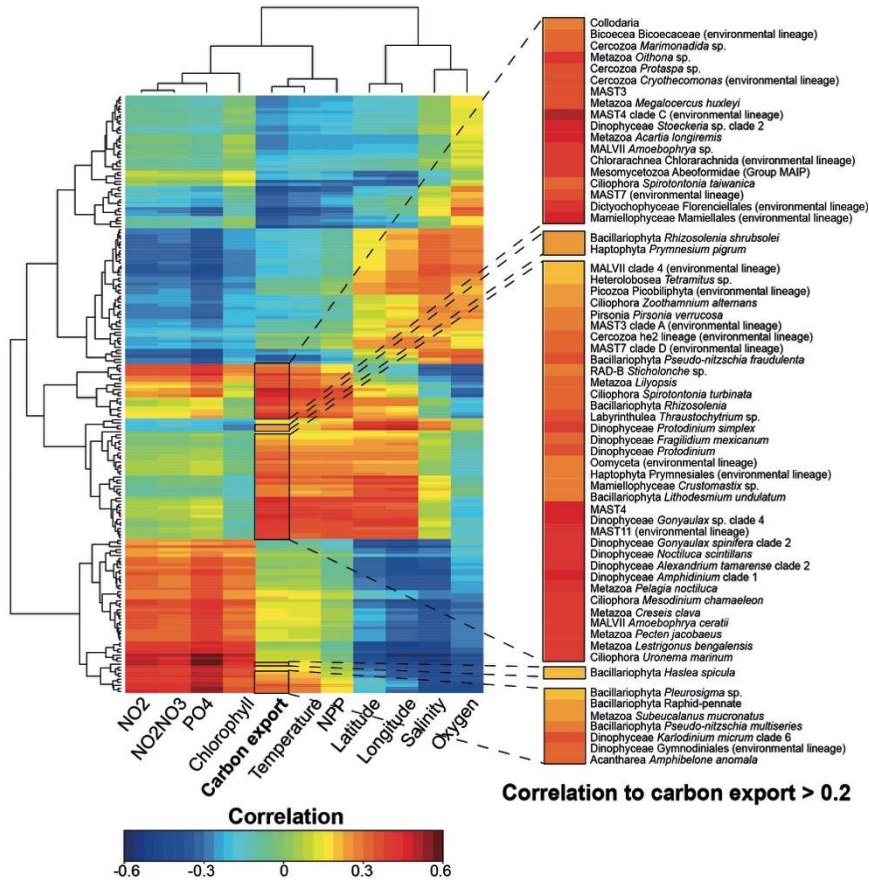 Collodaria
Bicoecea Bicoecaceae (environmental lineage)
Cercozoa Marimonadida sp.
Metazoa Oithona sp.
Cercozoa Protaspa sp.
Cercozoa Cryothecomonas (environmental lineage)
MAST3
Metazoa Megalocercus huxleyi
MAST4 clade C (environmental lineage)
Dinophyceae Stoeckeria sp. clade 2
Metazoa Acartia longiremis
MALVII Amoebophrya sp.
Chlorarachnea Chlorarachnida (environmental lineage)
Mesomycetozoa Abeoformidae (Group MAIP)
Ciliophora Spirotontonia taiwanica
MAST7 (environmental lineage)
Dictyochophyceae Florenciellales (environmental lineage)
Mamiellophyceae Mamiellales (environmental lineage)
Bacillariophyta Rhizosolenia shrubsolei
Haptophyta Prymnesium pigrum
MALVII clade 4 (environmental lineage)
Heterolobosea Tetramitus sp.
Picozoa Picobiliphyta (environmental lineage)
Ciliophora Zoothamnium alternans
Pirsonia Pirsonia verrucosa
MAST3 clade A (environmental lineage)
Cercozoa he2 lineage (environmental lineage)
MAST7 clade D (environmental lineage)
Bacillariophyta Pseudo-nitzschia fraudulenta
RAD-B Sticholonche sp.
Metazoa Lilyopsis
Ciliophora Spirotontonia turbinata
Bacillariophyta Rhizosolenia
Labyrinthulea Thraustochytrium sp.
Dinophyceae Protodinium simplex
Dinophyceae Fragilidium mexicanum
Dinophyceae Protodinium
Oomyceta (environmental lineage)
Haptophyta Prymnesiales (environmental lineage)
Mamiellophyceae Crustomastix sp.
Bacillariophyta Lithodesmium undulatum
MAST4
Dinophyceae Gonyaulax sp. clade 4
MAST11 (environmental lineage)
Dinophyceae Gonyaulax spinifera clade 2
Dinophyceae Noctiluca scintillans
Dinophyceae Alexandrium tamarense clade 2
Dinophyceae Amphidinium clade 1
Metazoa Pelagia noctiluca
Ciliophora Mesodinium chamaeleon
Metazoa Creseis clava
MALVII Amoebophrya ceratii
Metazoa Pecten jacobaeus
Metazoa Lestrigonus bengalensis
Ciliophora Uronema marinum
Bacillariophyta Haslea spicula
Bacillariophyta Pleurosigma sp.
Bacillariophyta Raphid-pennate
Metazoa Subeucalanus mucronatus
Bacillariophyta Pseudo-nitzschia multiseries
Dinophyceae Karlodinium micrum clade 6
Dinophyceae Gymnodiniales (environmental lineage)
Acantharea Amphibelone anomala
Correlation to carbon export > 0.2
NO2
NO2NO3
PO4
Chlorophyll
Carbon export
Temperature
NPP
Latitude
Longitude
Salinity
Oxygen
Correlation
-0.6 -0.3 0 0.3 0.6